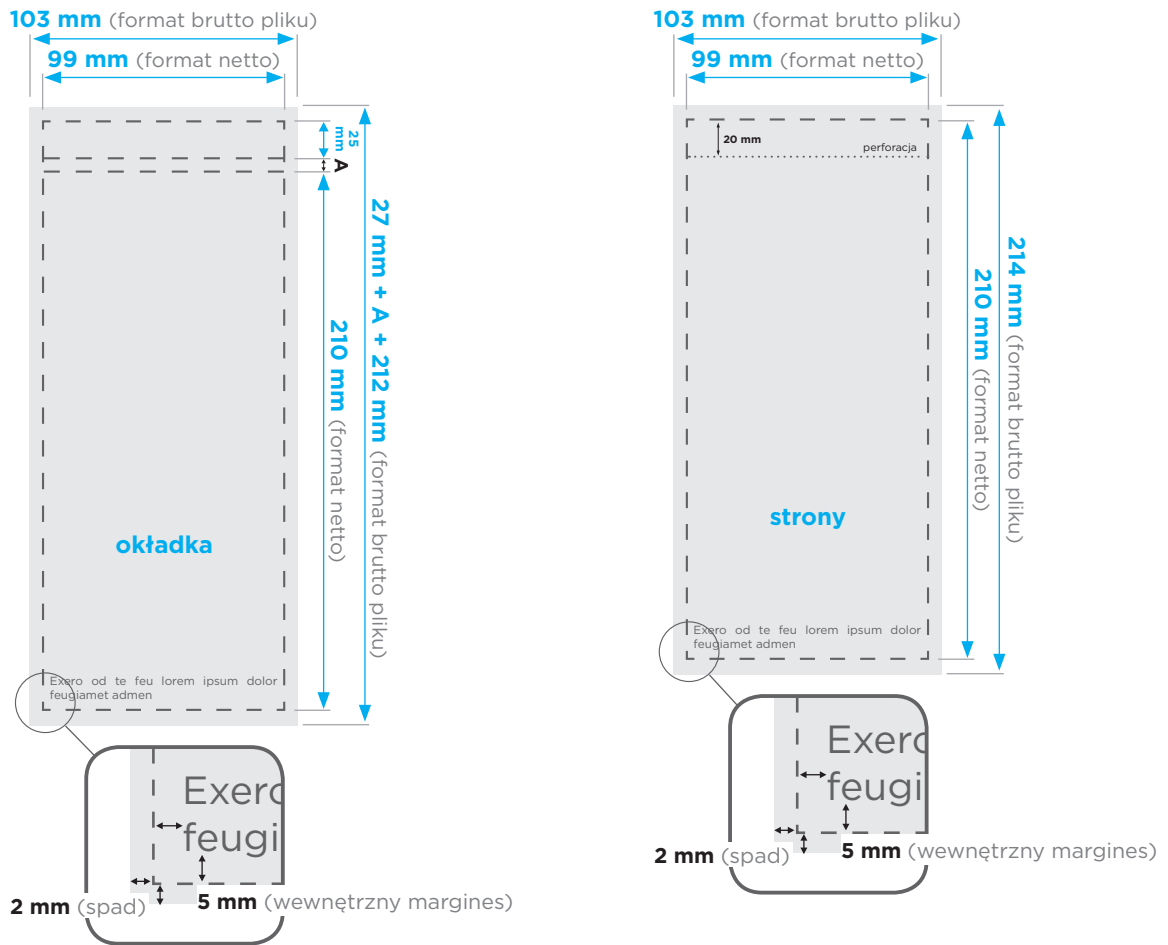 103 mm (format brutto pliku)
99 mm (format netto)
25 mm
A
27 mm + A + 212 mm (format brutto pliku)
210 mm (format netto)
okładka
Exero od te feu lorem ipsum dolor
feugiamet admen
Exero
feugi
2 mm (spad)
5 mm (wewnętrzny margines)
103 mm (format brutto pliku)
99 mm (format netto)
20 mm
perforacja
214 mm (format brutto pliku)
210 mm (format netto)
strony
Exero od te feu lorem ipsum dolor
feugiamet admen
Exero
feugi
2 mm (spad)
5 mm (wewnętrzny margines)